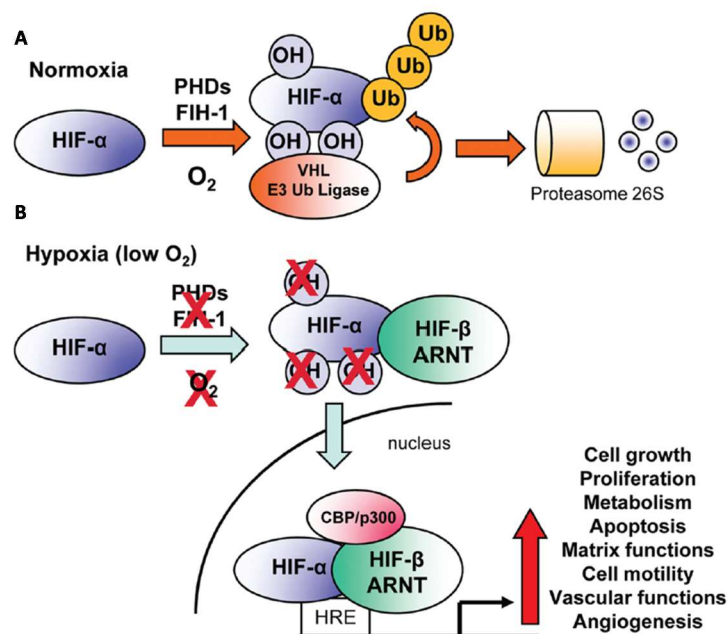 A
Normoxia
HIF-α
PHDs
FIH-1
O2
OH
HIF-α
Ub
Ub
Ub
OH
OH
VHL
E3 Ub Ligase
Proteasome 26S
B
Hypoxia (low O2)
HIF-α
PHDs
FIH-1
O2
OH
HIF-α
OH
OH
HIF-β
ARNT
nucleus
CBP/p300
HIF-α
HIF-β
ARNT
HRE
Cell growth
Proliferation
Metabolism
Apoptosis
Matrix functions
Cell motility
Vascular functions
Angiogenesis